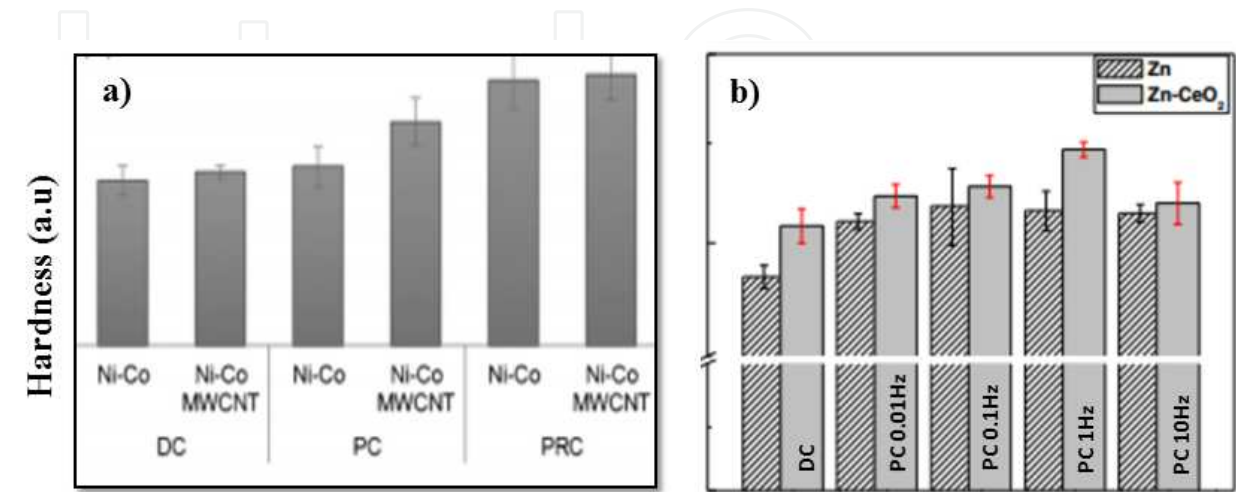 a)
Hardness (a.u)
Ni-Co
Ni-Co
MWCNT
Ni-Co
Ni-Co
MWCNT
Ni-Co
Ni-Co
MWCNT
DC
PC
PRC
b)
Zn
Zn-CeO₂
DC
PC 0.01Hz
PC 0.1Hz
PC 1Hz
PC 10Hz